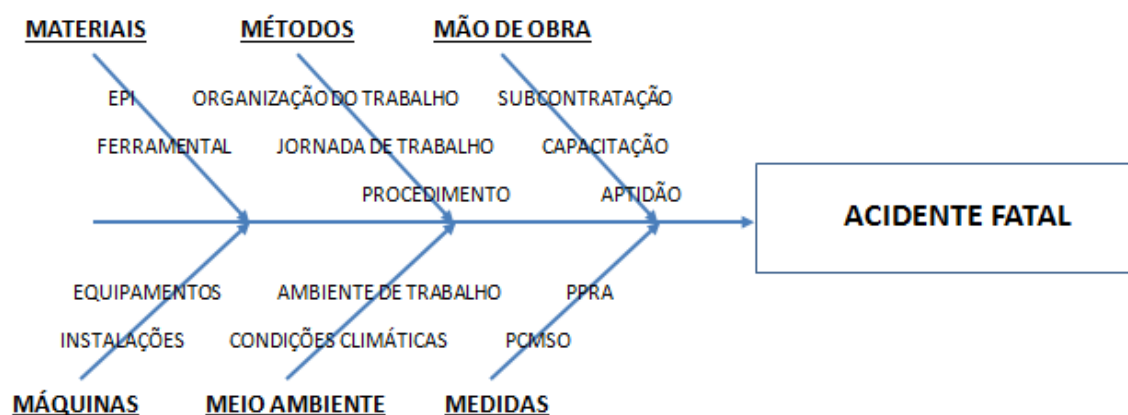 MATERIAIS MÉTODOS MÃO DE OBRA
EPI ORGANIZAÇÃO DO TRABALHO SUBCONTRATAÇÃO
FERRAMENTAL JORNADA DE TRABALHO CAPACITAÇÃO
PROCEDIMENTO APTIDÃO
ACIDENTE FATAL
EQUIPAMENTOS AMBIENTE DE TRABALHO PPRA
INSTALAÇÕES CONDIÇÕES CLIMÁTICAS PCMSO
MÁQUINAS MEIO AMBIENTE MEDIDAS